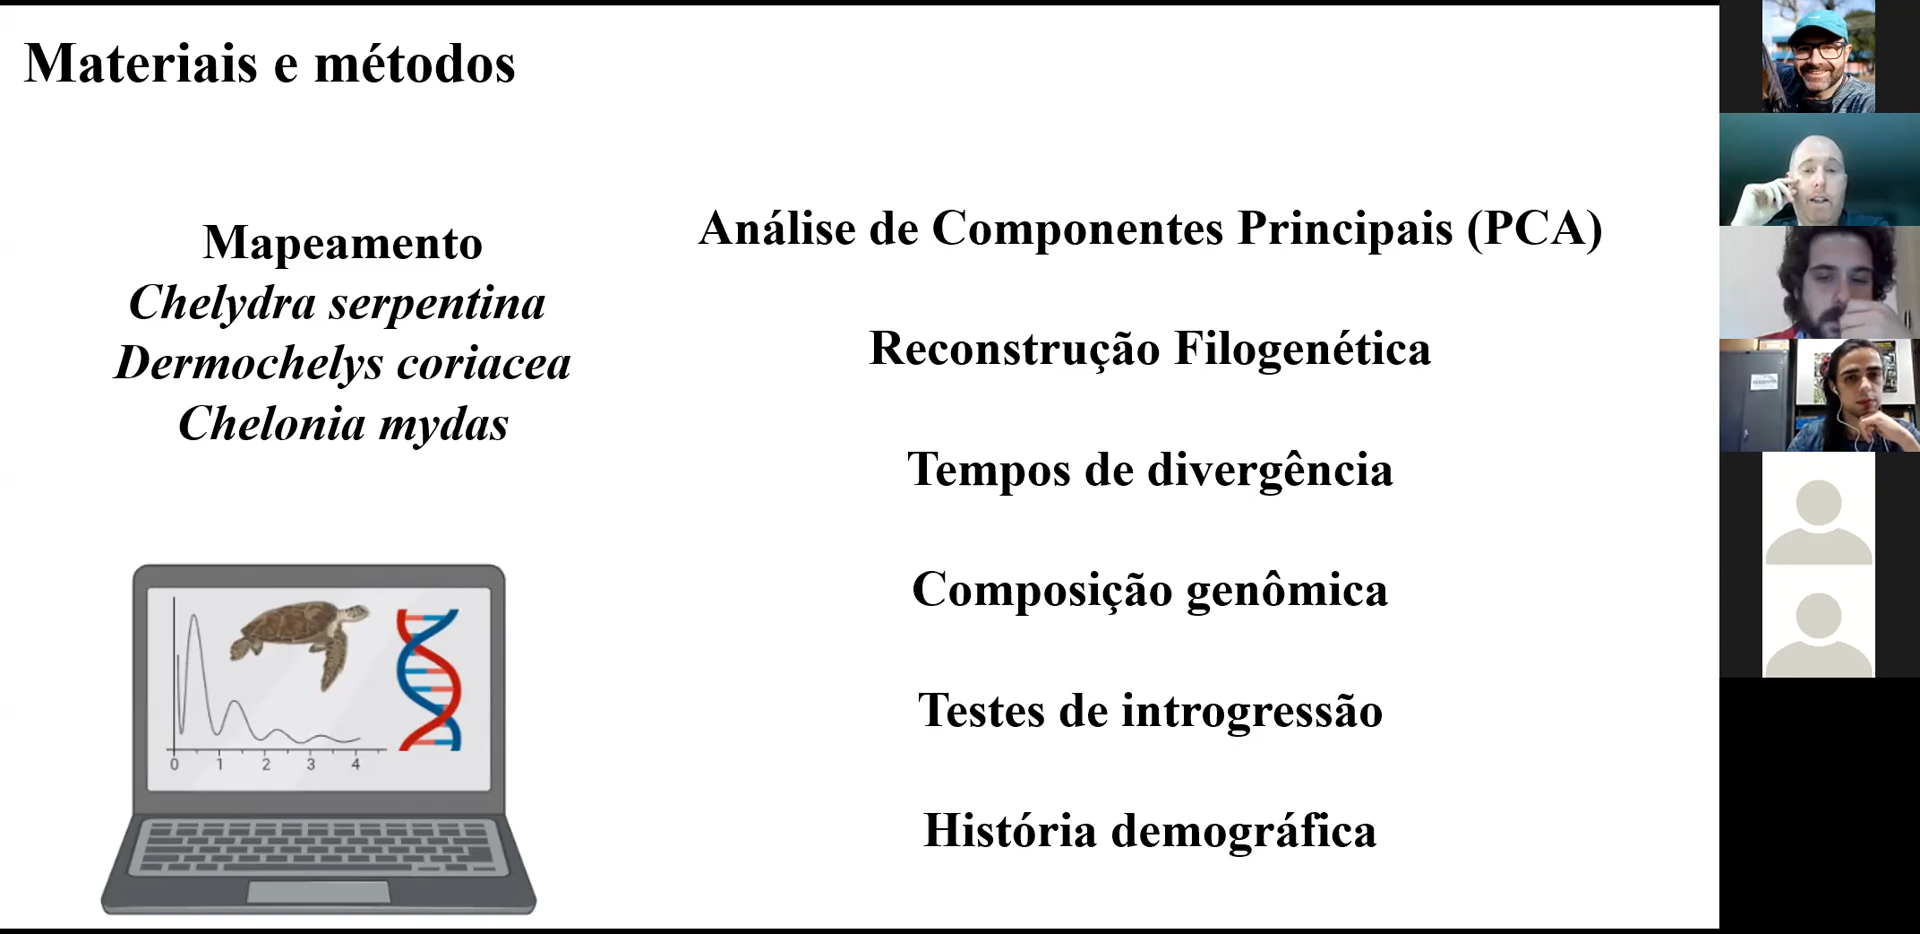 Materiais e métodos
Mapeamento
Chelydra serpentina
Dermochelys coriacea
Chelonia mydas
Análise de Componentes Principais (PCA)
Reconstrução Filogenética
Tempos de divergência
Composição genômica
Testes de introgressão
História demográfica
0 1 2 3 4